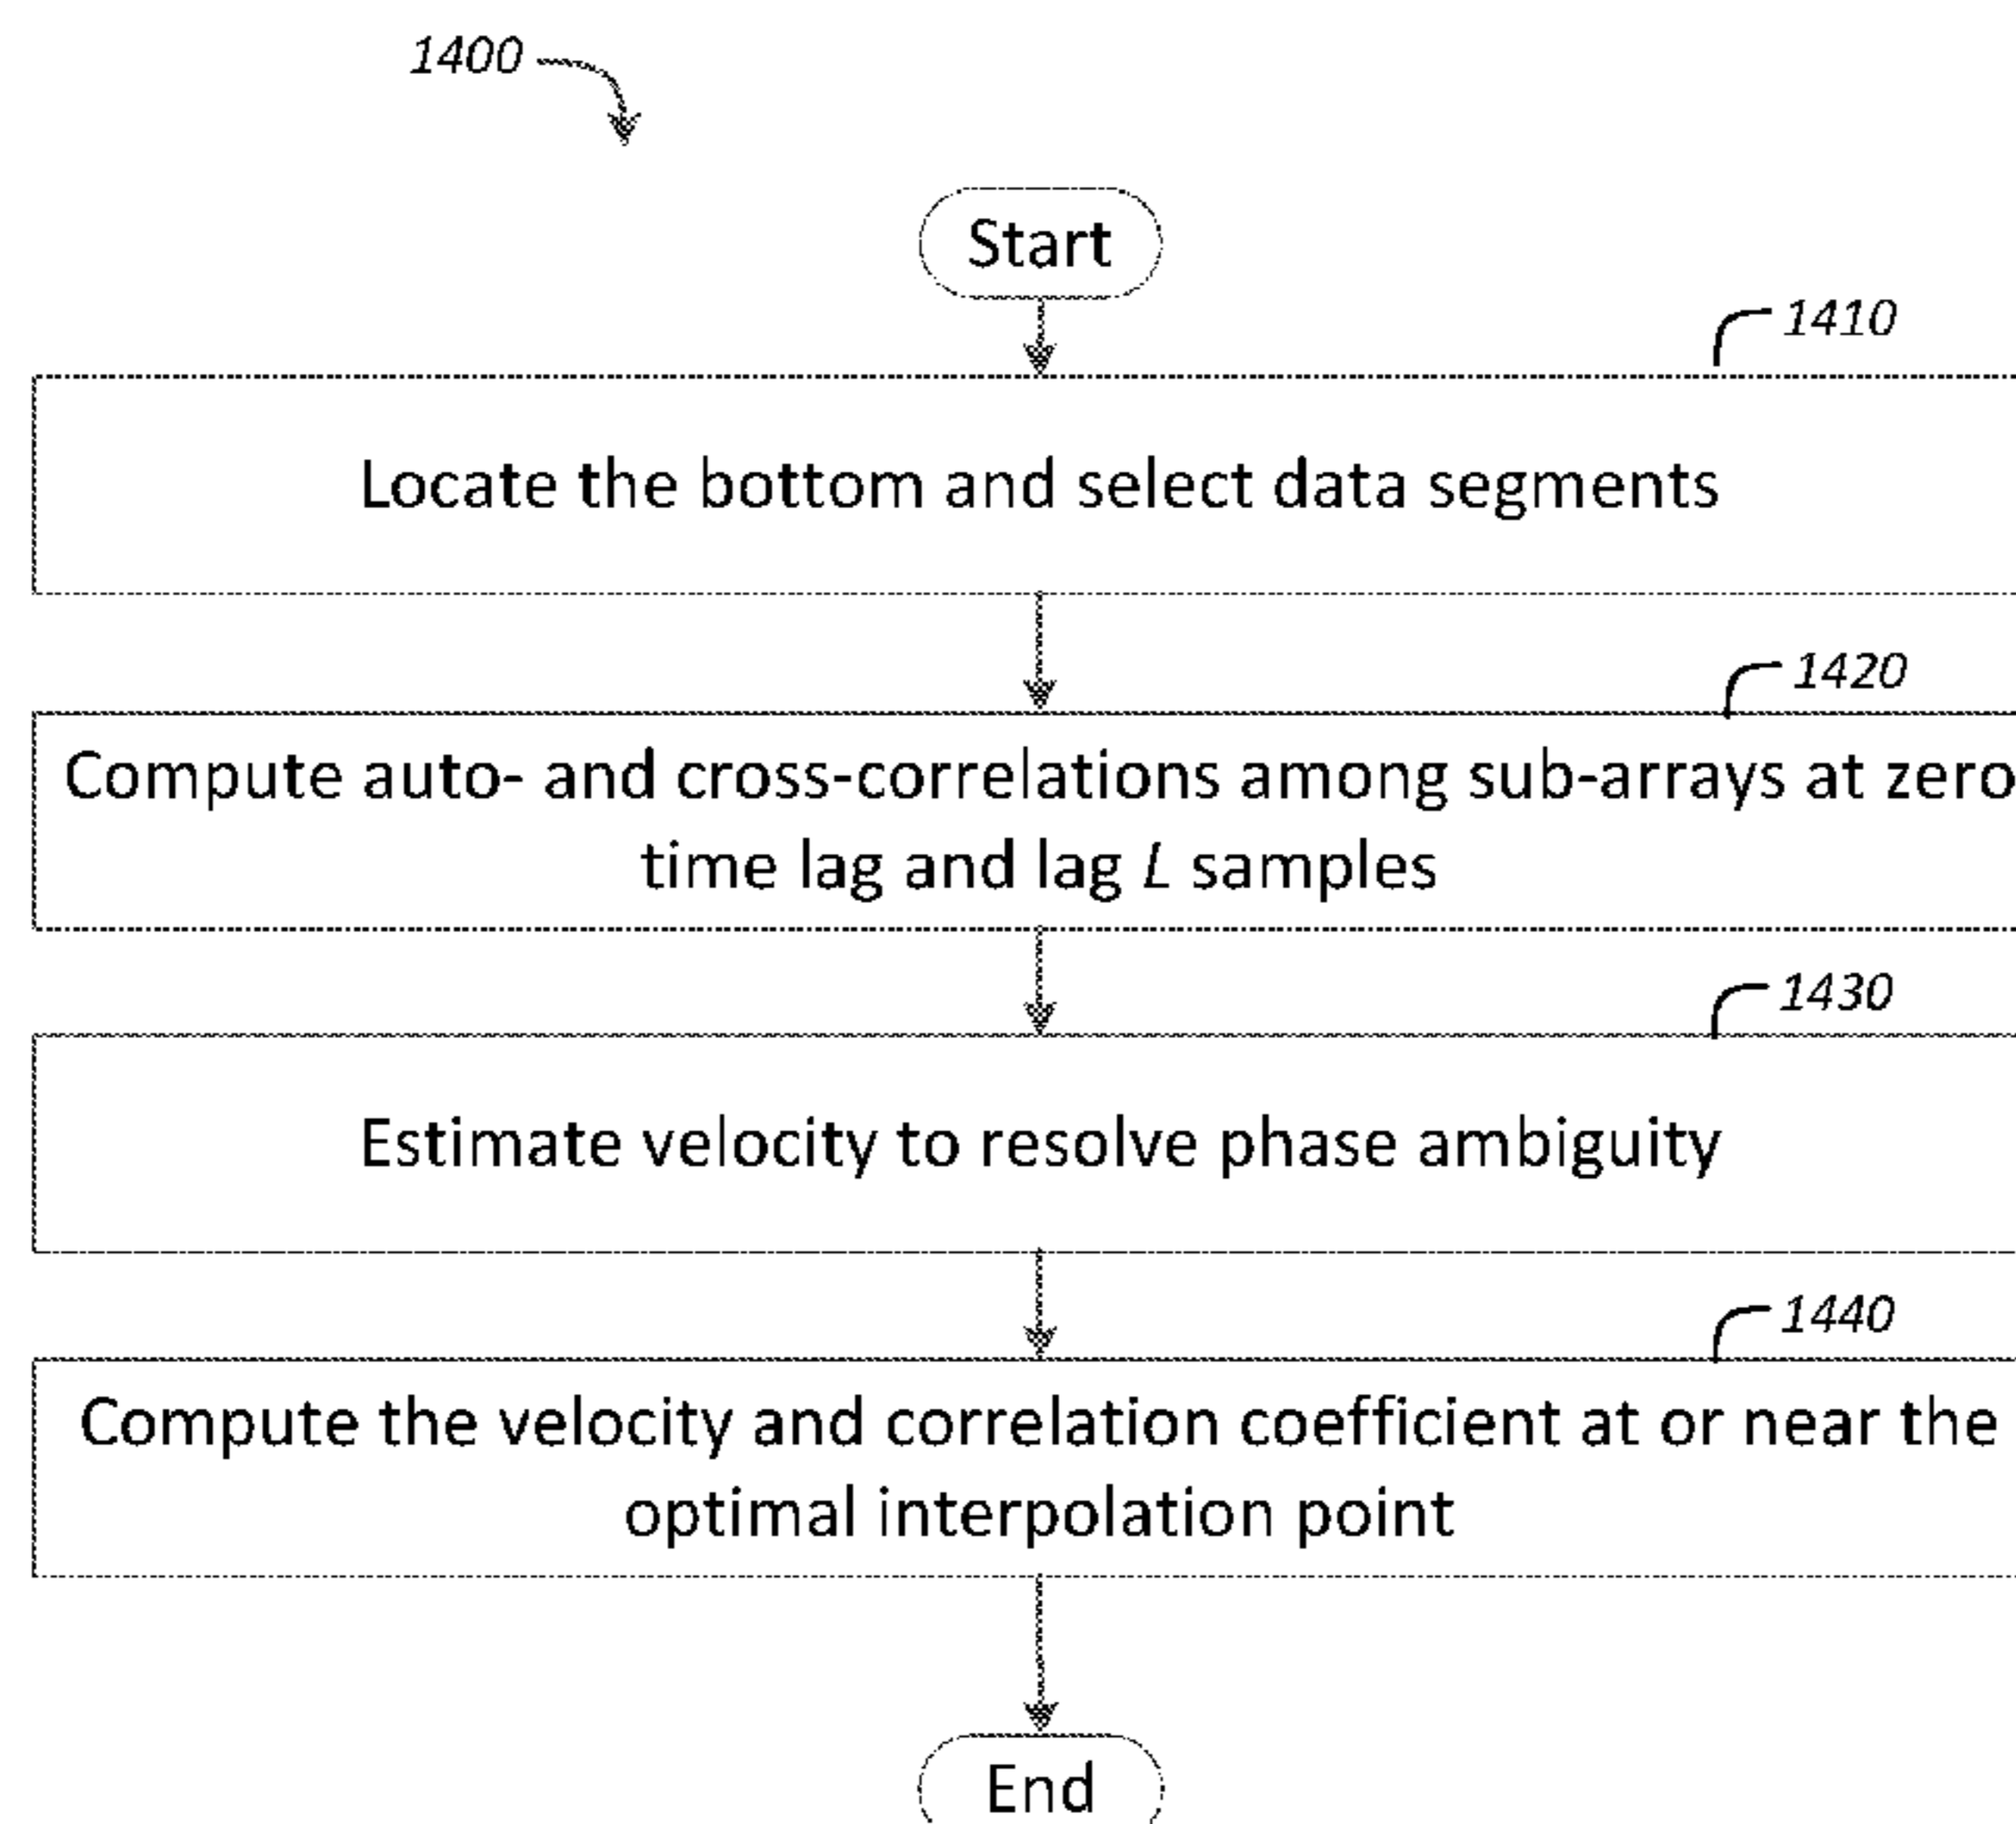 1400
Start
1410
Locate the bottom and select data segments
1420
Compute auto- and cross-correlations among sub-arrays at zero
time lag and lag L samples
1430
Estimate velocity to resolve phase ambiguity
1440
Compute the velocity and correlation coefficient at or near the
optimal interpolation point
End